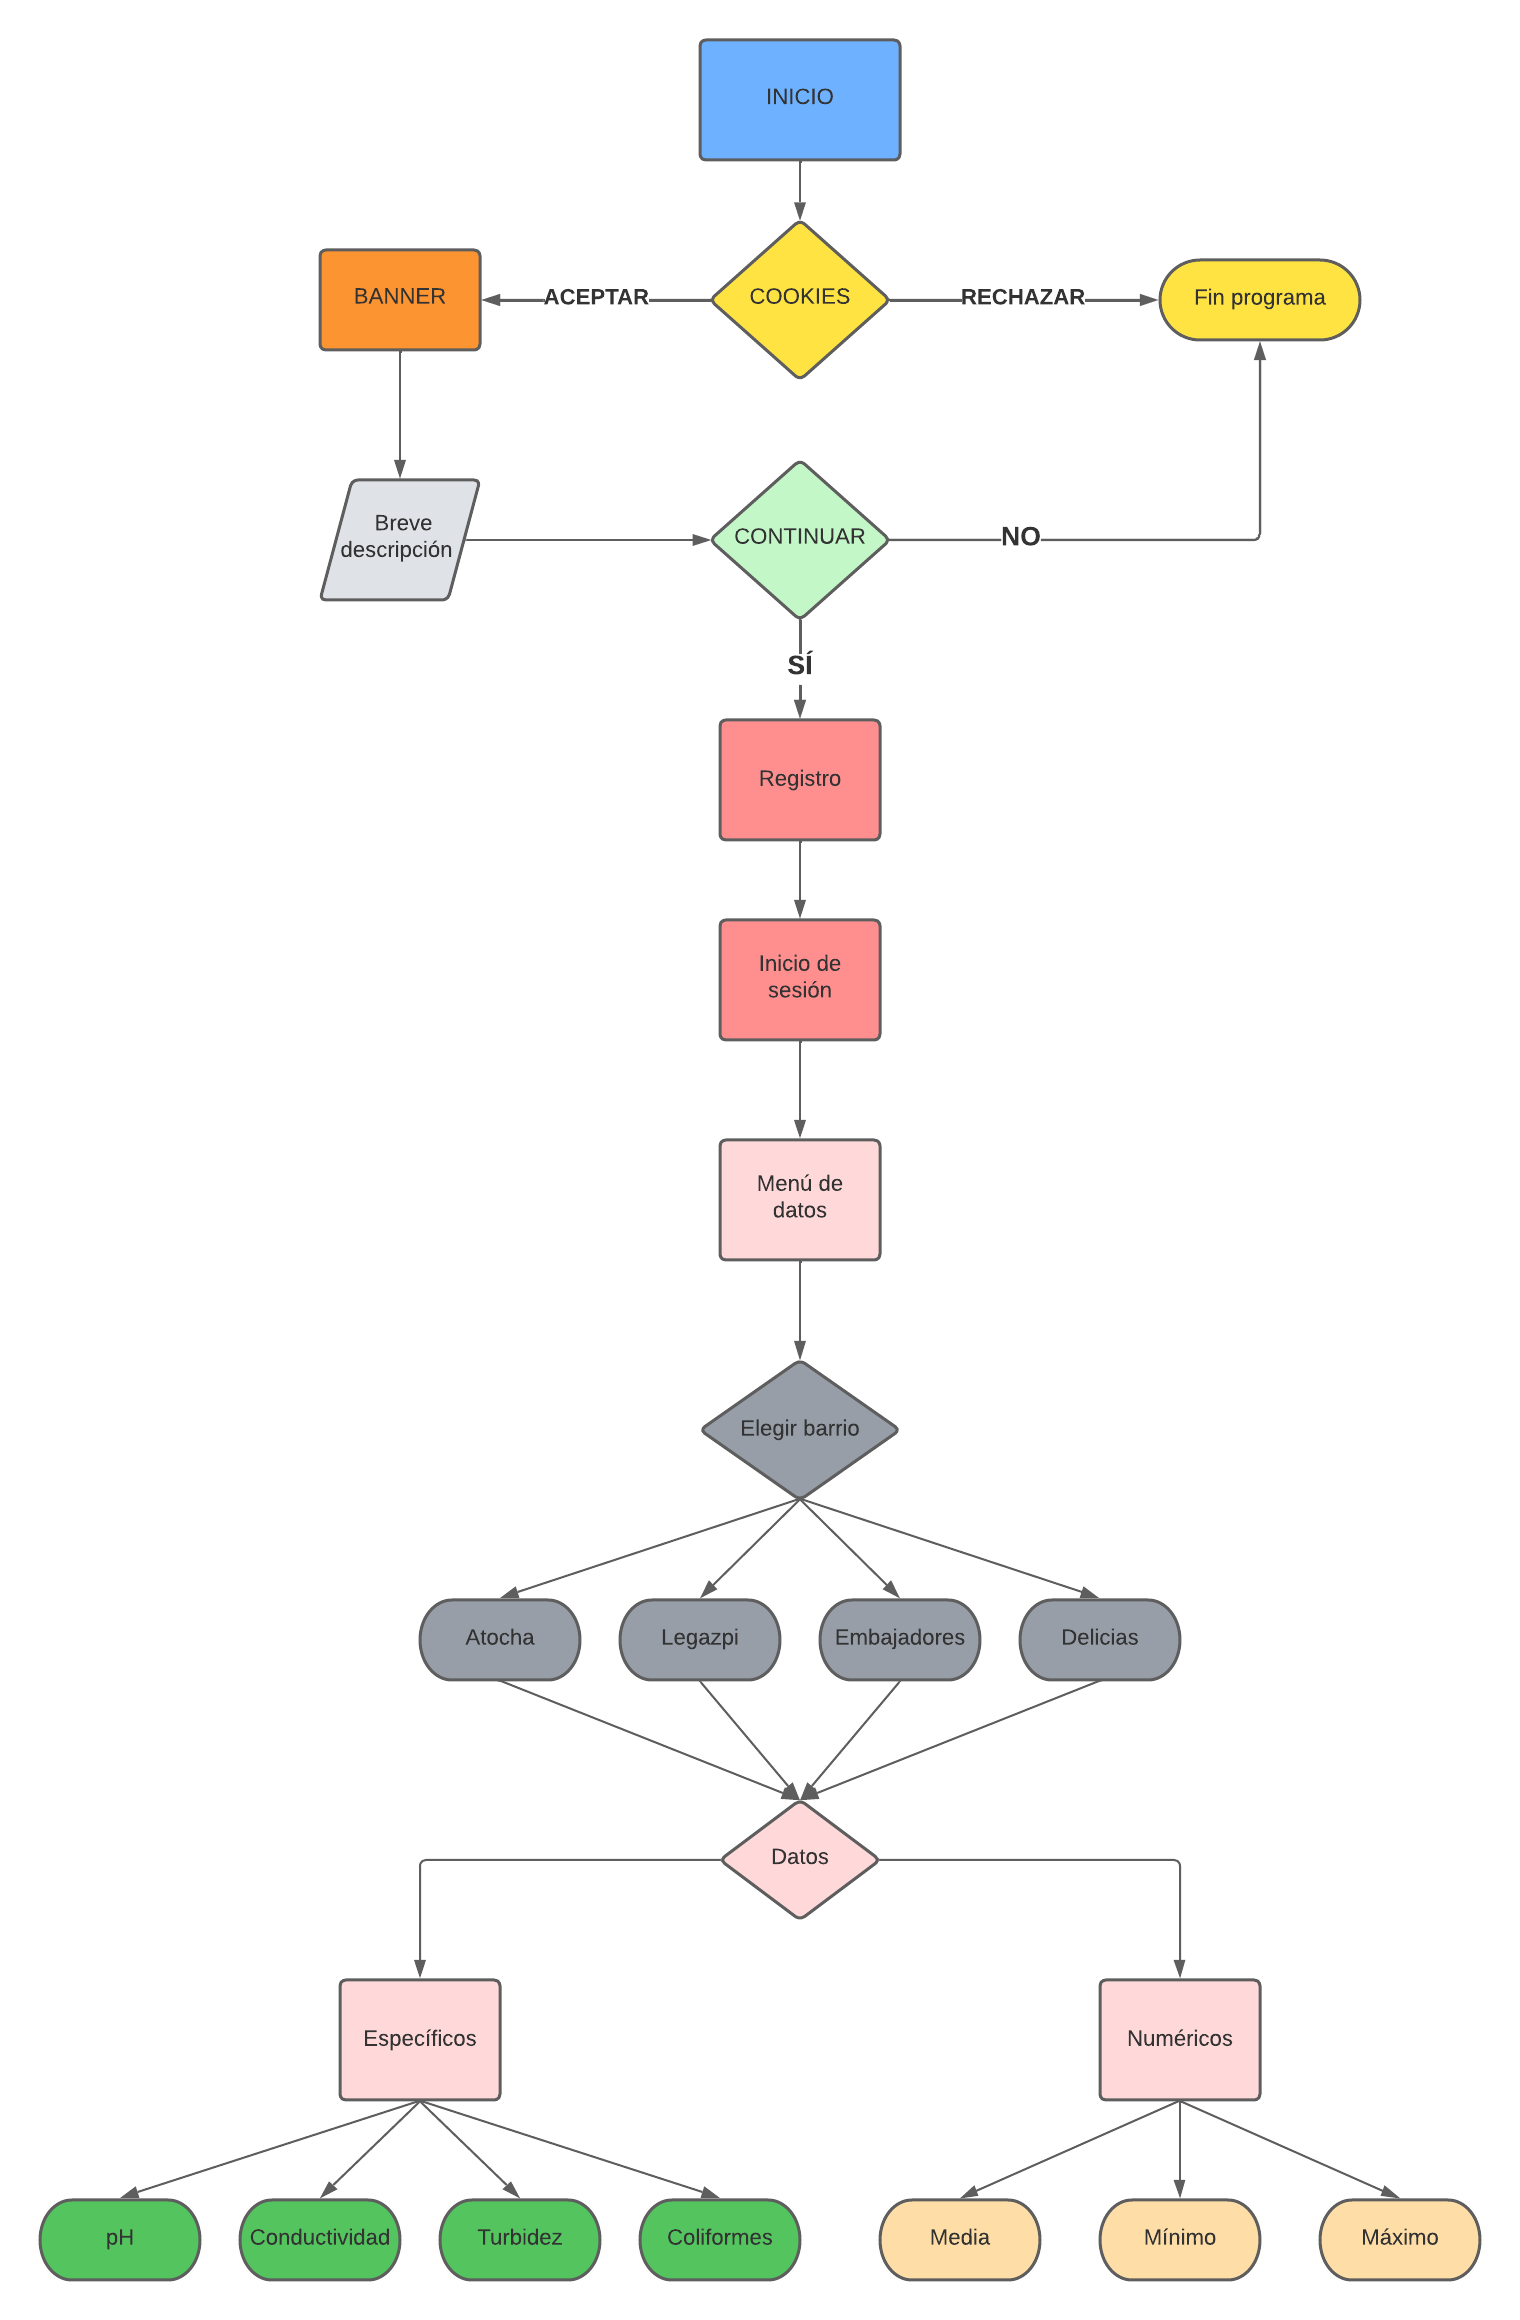 INICIO
BANNER
ACEPTAR
COOKIES
RECHAZAR
Fin programa
Breve
descripción
CONTINUAR
NO
SÍ
Registro
Inicio de
sesión
Menú de
datos
Elegir barrio
Atocha
Legazpi
Embajadores
Delicias
Datos
Específicos
Numéricos
pH
Conductividad
Turbidez
Coliformes
Media
Mínimo
Máximo